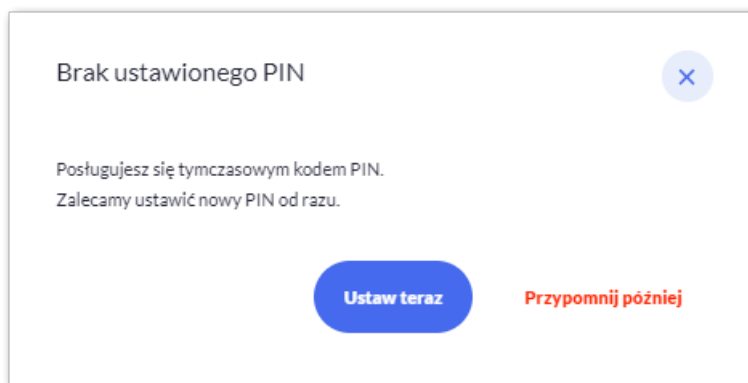 Brak ustawionego PIN
Posługujesz się tymczasowym kodem PIN.
Zalecamy ustawić nowy PIN od razu.
Ustaw teraz
Przypomnij później